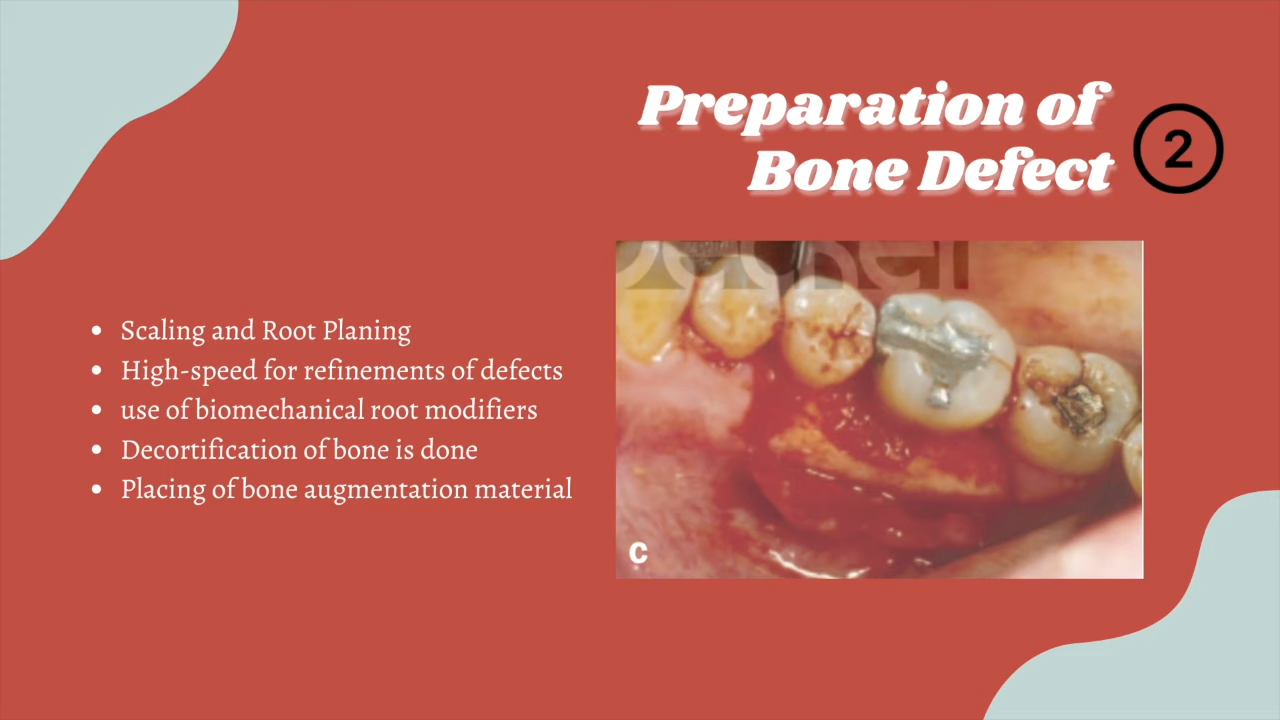 Preparation of
Bone Defect
2
Scaling and Root Planing
High-speed for refinements of defects
use of biomechanical root modifiers
Decortification of bone is done
Placing of bone augmentation material
C